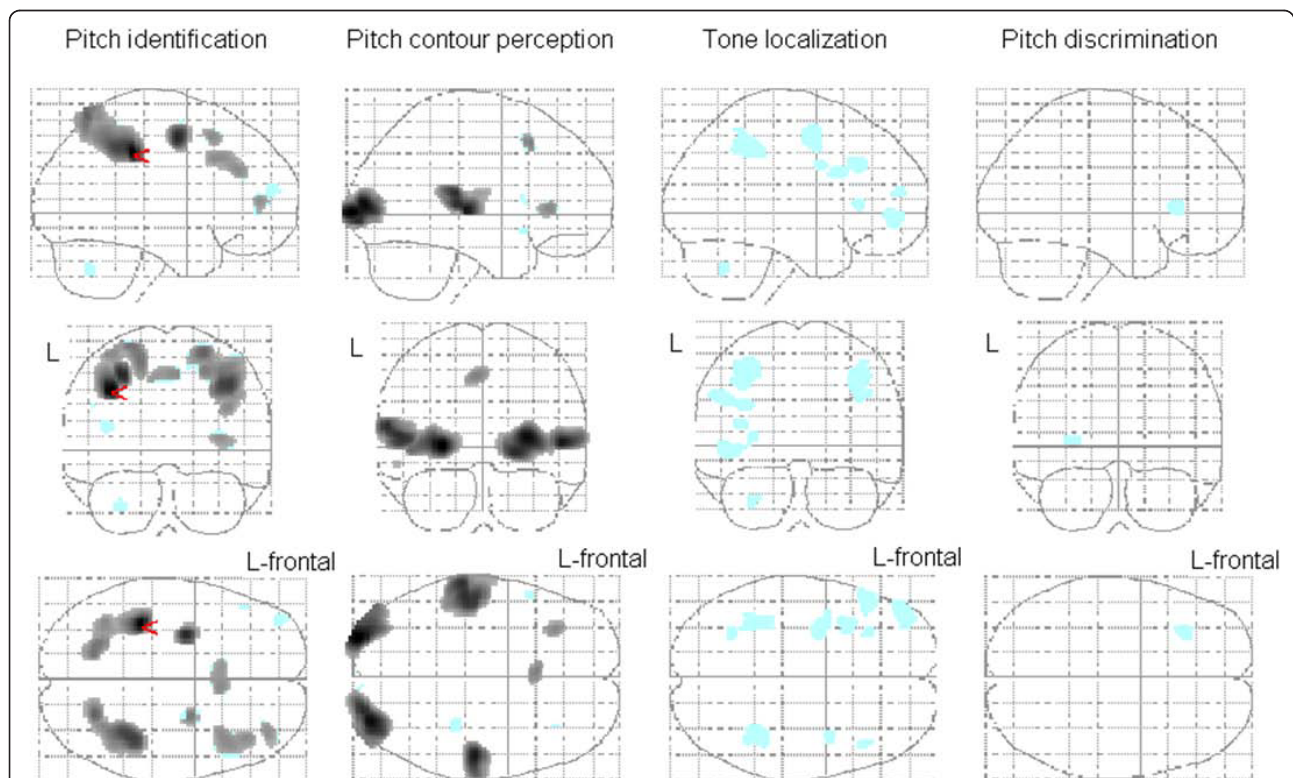 Pitch identification Pitch contour perception Tone localization Pitch discrimination
L L L L
L-frontal L-frontal L-frontal L-frontal